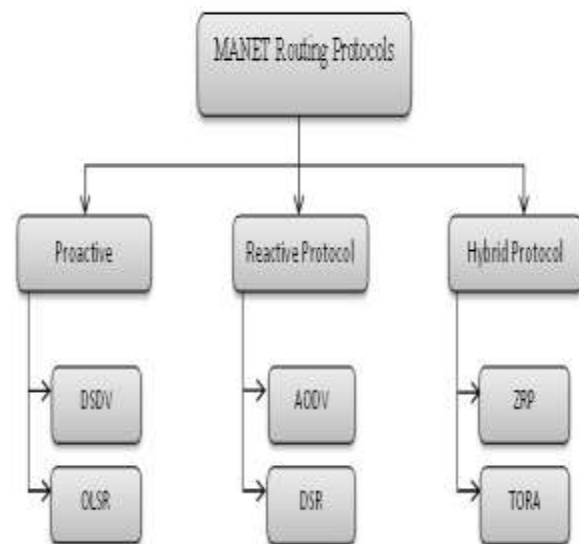 MANET Routing Protocols
Proactive
Reactive Protocol
Hybrid Protocol
DSDV
AODV
ZRP
OLSR
DSR
TORA